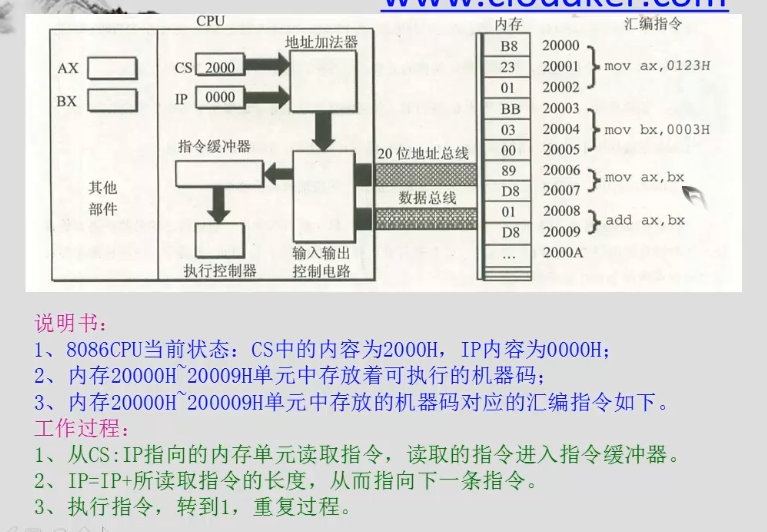 www.cloudker.com
CPU
内存
汇编指令
地址加法器
AX
BX
CS 2000
IP 0000
指令缓冲器
其他
部件
执行控制器
输入输出
控制电路
20 位地址总线
数据总线
B8 20000
23 20001 mov ax,0123H
01 20002
BB 20003
03 20004 mov bx,0003H
00 20005
89 20006
mov ax,bx
D8 20007
01 20008
add ax,bx
D8 20009
… 2000A
说明书：
1、8086CPU当前状态：CS中的内容为2000H，IP内容为0000H；
2、内存20000H~20009H单元中存放着可执行的机器码；
3、内存20000H~200009H单元中存放的机器码对应的汇编指令如下。
工作过程：
1、从CS:IP指向的内存单元读取指令，读取的指令进入指令缓冲器。
2、IP=IP+所读取指令的长度，从而指向下一条指令。
3、执行指令，转到1，重复过程。